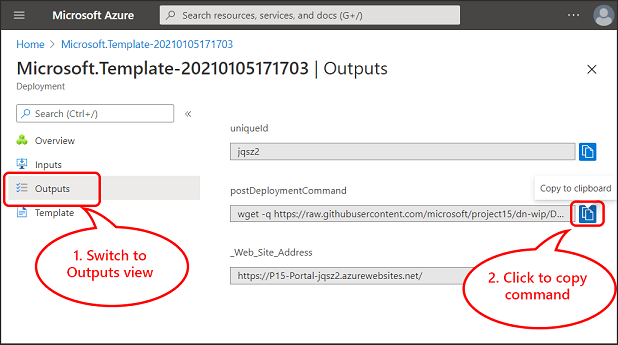 Microsoft Azure
Search resources, services, and docs (G+/)
...
Home > Microsoft.Template-20210105171703
Microsoft.Template-20210105171703 | Outputs
Deployment
Search (Ctrl+/)
«
Overview
Inputs
Outputs
Template
uniqueId
jqsz2
Copy to clipboard
postDeploymentCommand
wget -q https://raw.githubusercontent.com/microsoft/project15/dn-wip/D...
_Web_Site_Address
https://P15-Portal-jqsz2.azurewebsites.net/
1. Switch to
Outputs view
2. Click to copy
command